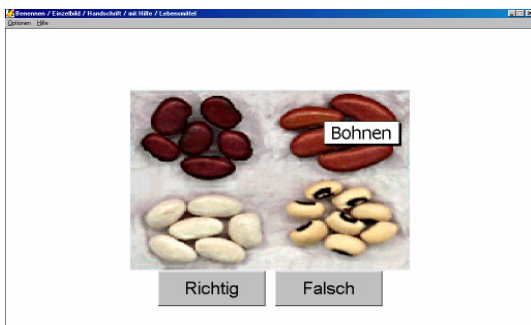 Benennen / Einzelbild / Handschrift / mit Hilfe / Lebensmittel
Optionen Hilfe
Bohnen
Richtig Falsch